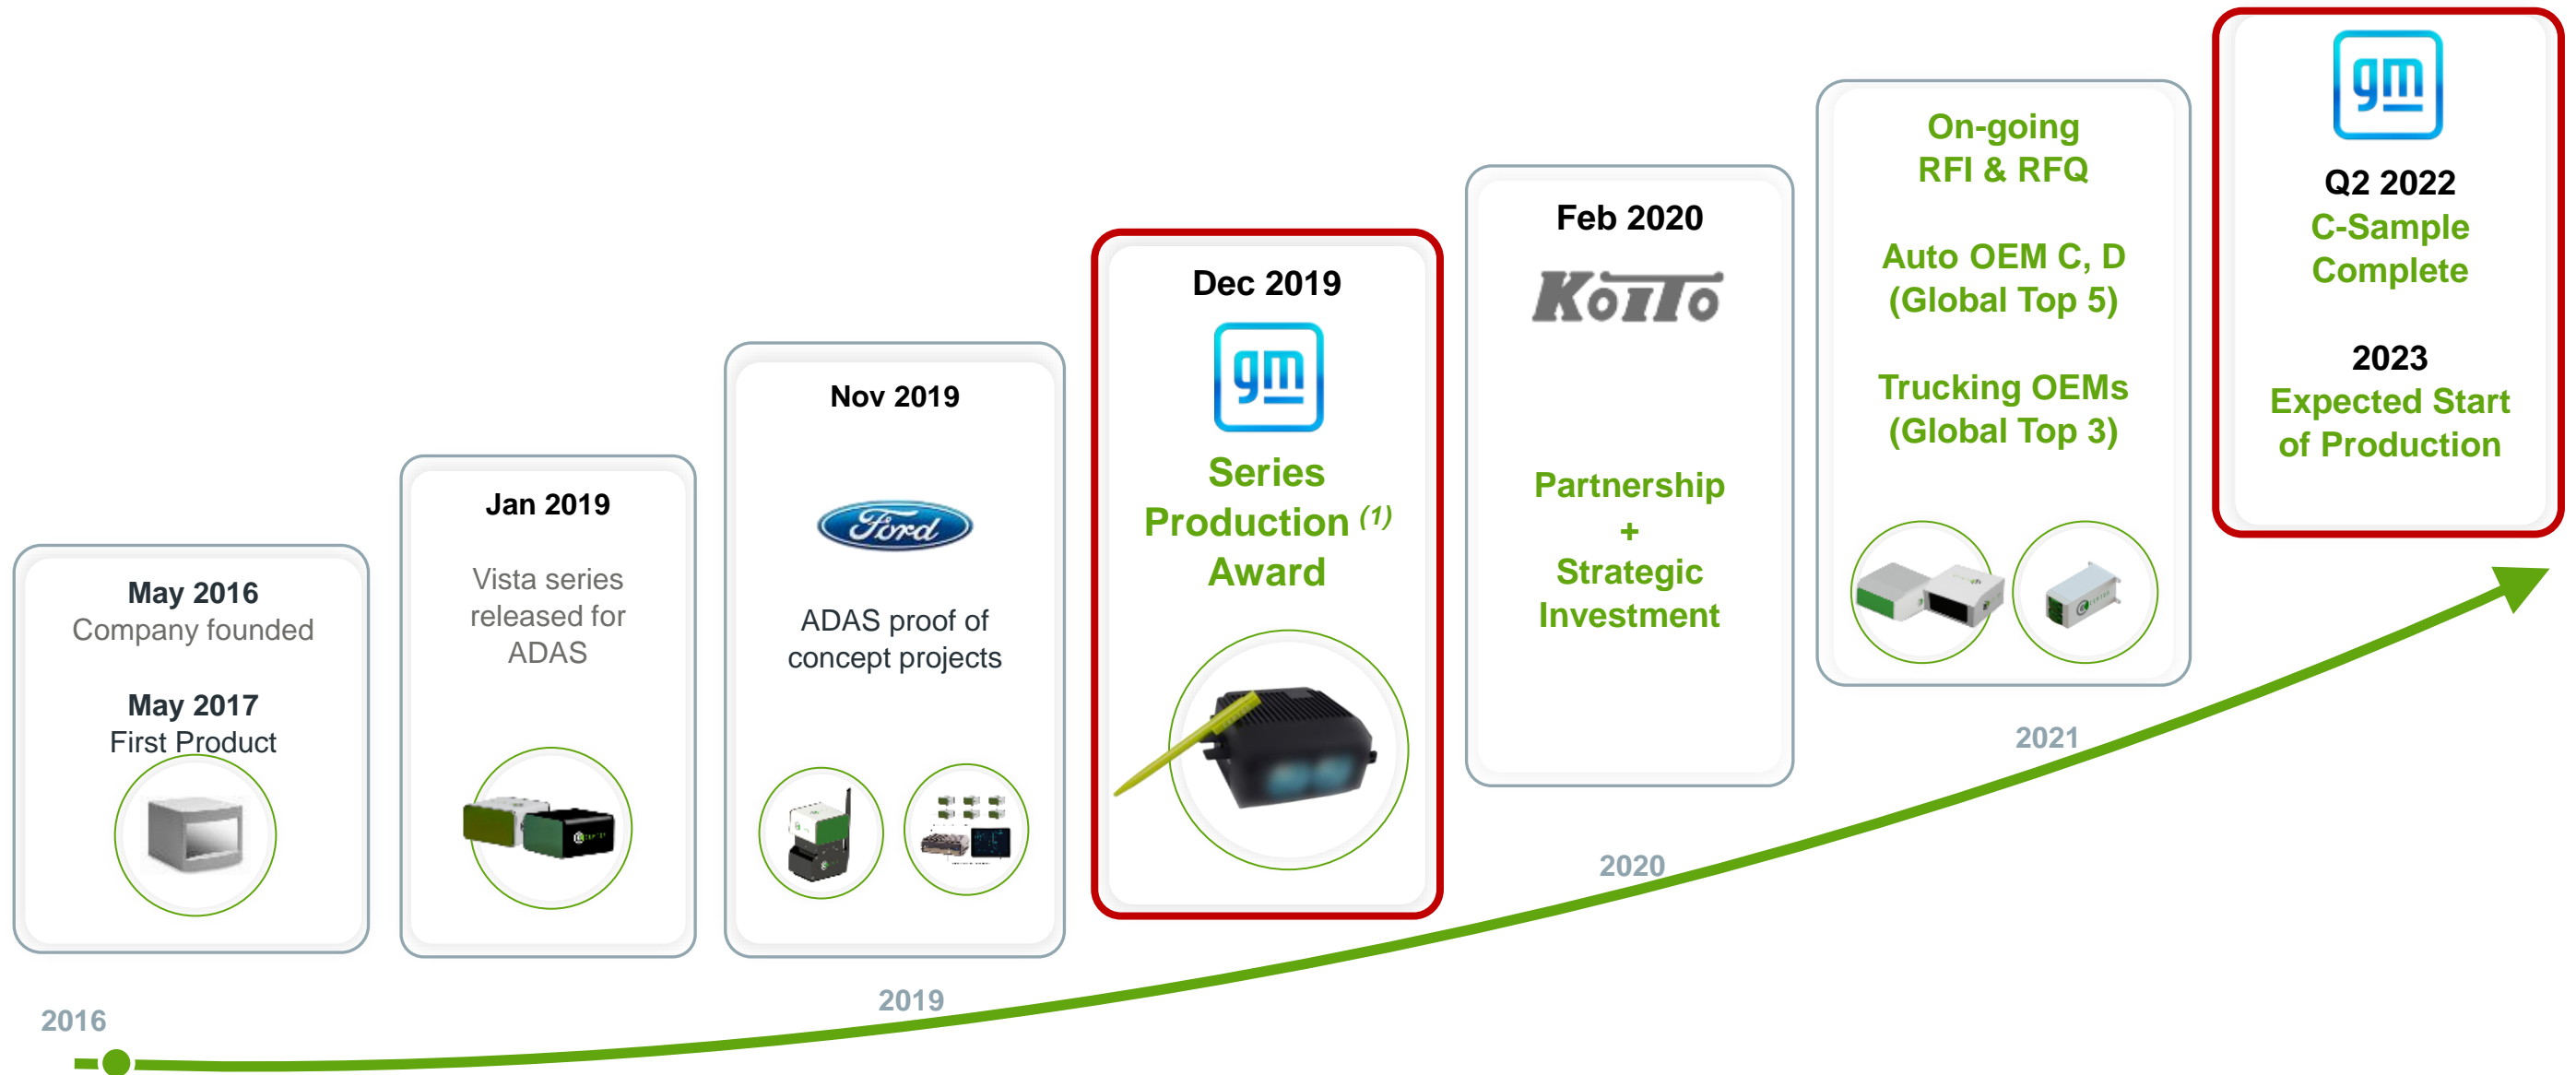 May 2016
Company founded
May 2017
First Product
Jan 2019
Vista series
released for
ADAS
Nov 2019
Ford
ADAS proof of
concept projects
Dec 2019
gm
Series
Production (1)
Award
Feb 2020
KOITO
Partnership
+
Strategic
Investment
On-going
RFI & RFQ
Auto OEM C, D
(Global Top 5)
Trucking OEMs
(Global Top 3)
gm
Q2 2022
C-Sample
Complete
2023
Expected Start
of Production
2016
2019
2020
2021